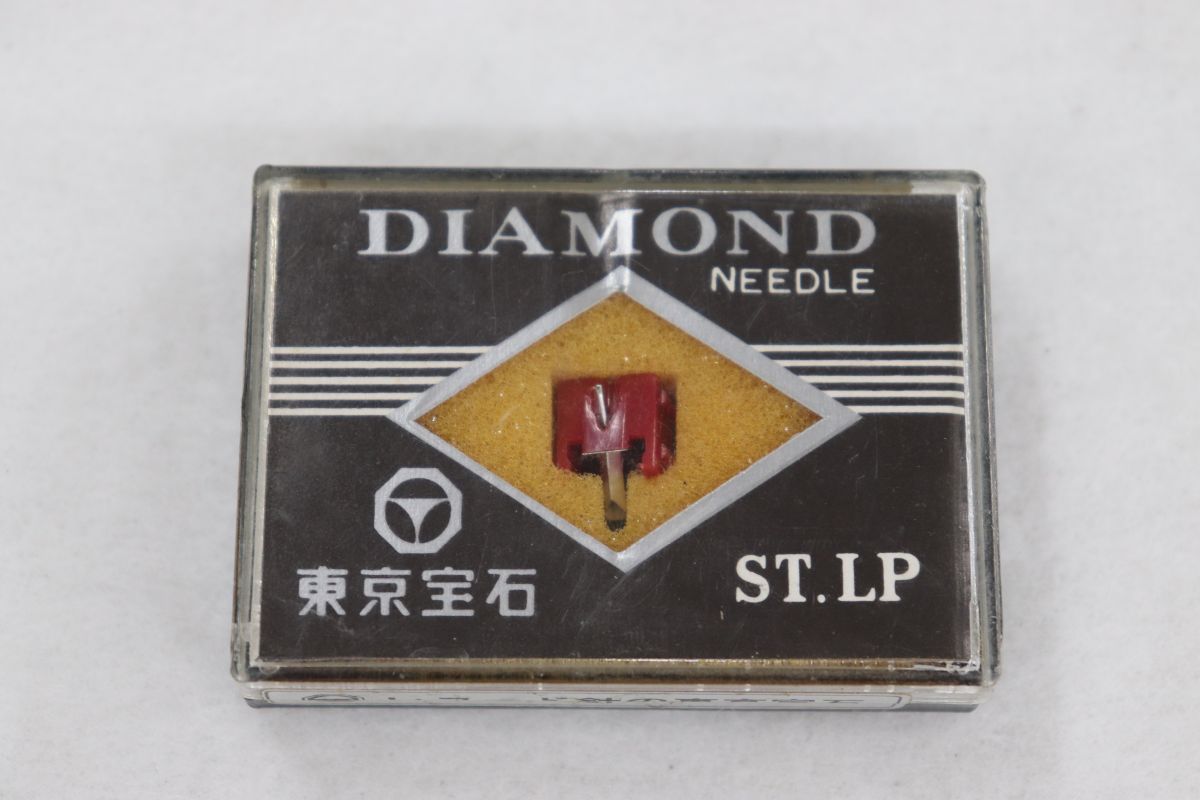 DIAMOND
NEEDLE
東京宝石
ST.LP